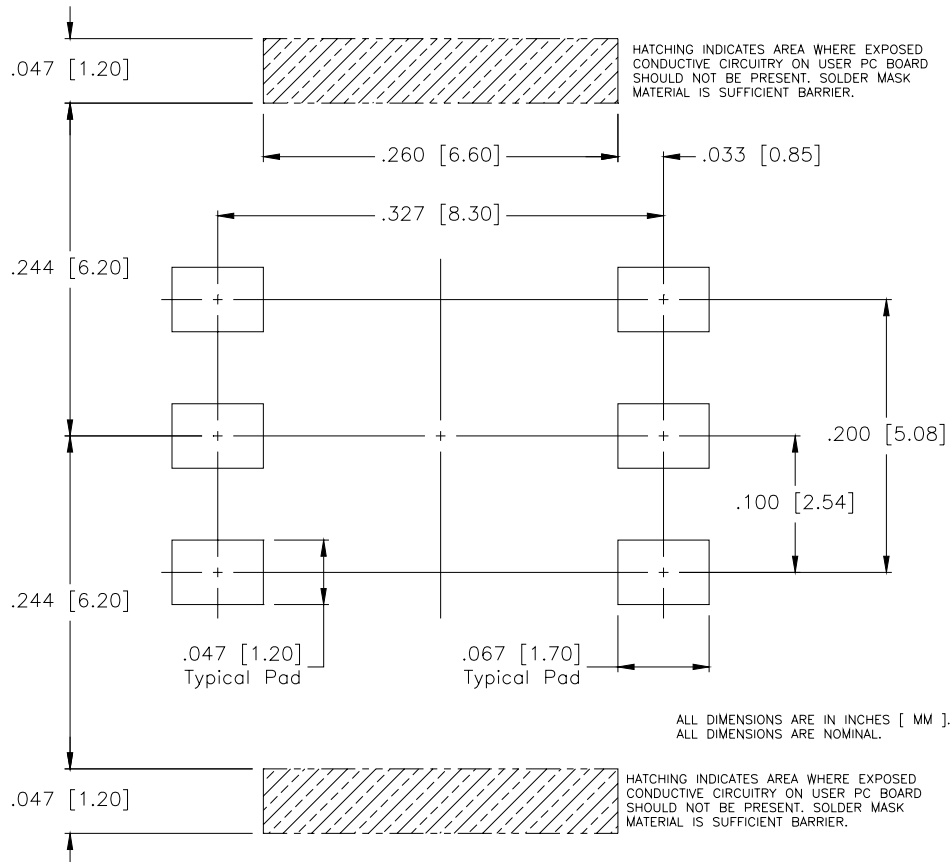 .047 [1.20]
HATCHING INDICATES AREA WHERE EXPOSED
CONDUCTIVE CIRCUITRY ON USER PC BOARD
SHOULD NOT BE PRESENT. SOLDER MASK
MATERIAL IS SUFFICIENT BARRIER.
.260 [6.60]
.033 [0.85]
.327 [8.30]
.244 [6.20]
.200 [5.08]
.100 [2.54]
.244 [6.20]
.047 [1.20]
Typical Pad
.067 [1.70]
Typical Pad
ALL DIMENSIONS ARE IN INCHES [ MM ].
ALL DIMENSIONS ARE NOMINAL.
.047 [1.20]
HATCHING INDICATES AREA WHERE EXPOSED
CONDUCTIVE CIRCUITRY ON USER PC BOARD
SHOULD NOT BE PRESENT. SOLDER MASK
MATERIAL IS SUFFICIENT BARRIER.